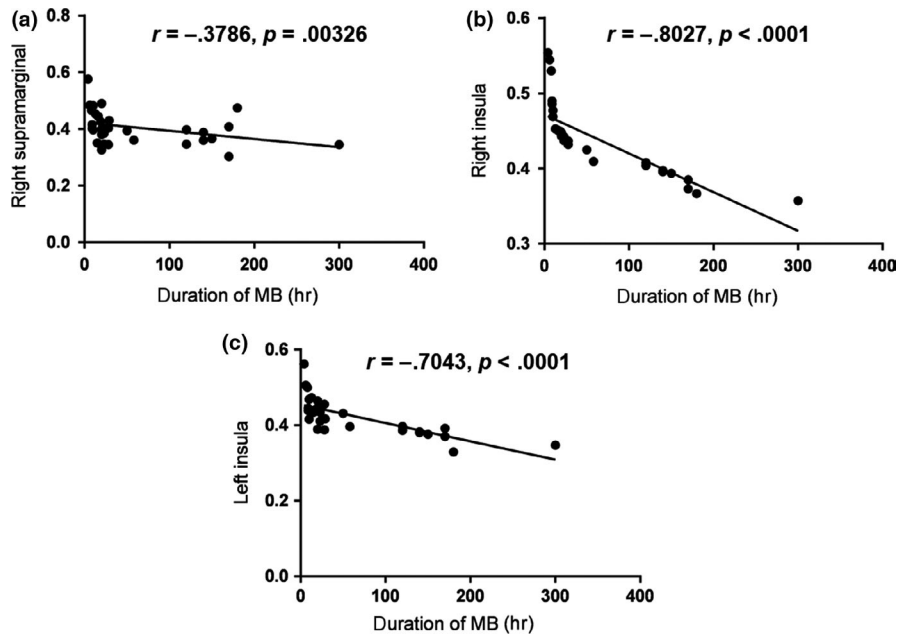 (a)
r = –.3786, p = .00326
Right supramarginal
0.8
0.6
0.4
0.2
0.0
0 100 200 300 400
Duration of MB (hr)
(b)
r = –.8027, p < .0001
Right insula
0.6
0.5
0.4
0.3
0 100 200 300 400
Duration of MB (hr)
(c)
r = –.7043, p < .0001
Left insula
0.6
0.4
0.2
0.0
0 100 200 300 400
Duration of MB (hr)